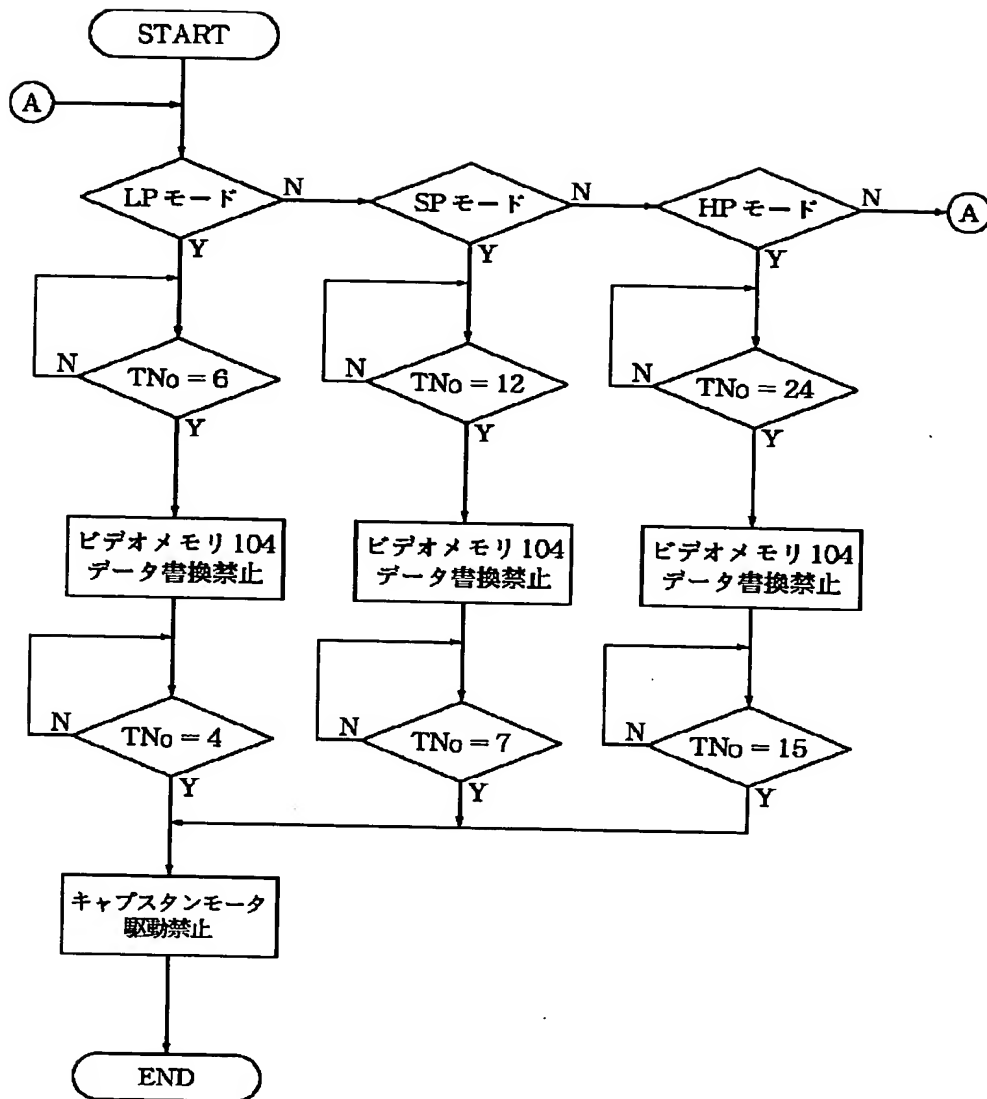 START
A
LPモード
N
SPモード
N
HPモード
N
A
Y
Y
Y
N
TNo = 6
N
TNo = 12
N
TNo = 24
Y
Y
Y
ビデオメモリ104
データ書換禁止
ビデオメモリ104
データ書換禁止
ビデオメモリ104
データ書換禁止
N
TNo = 4
N
TNo = 7
N
TNo = 15
Y
Y
Y
キャプスタンモータ
駆動禁止
END